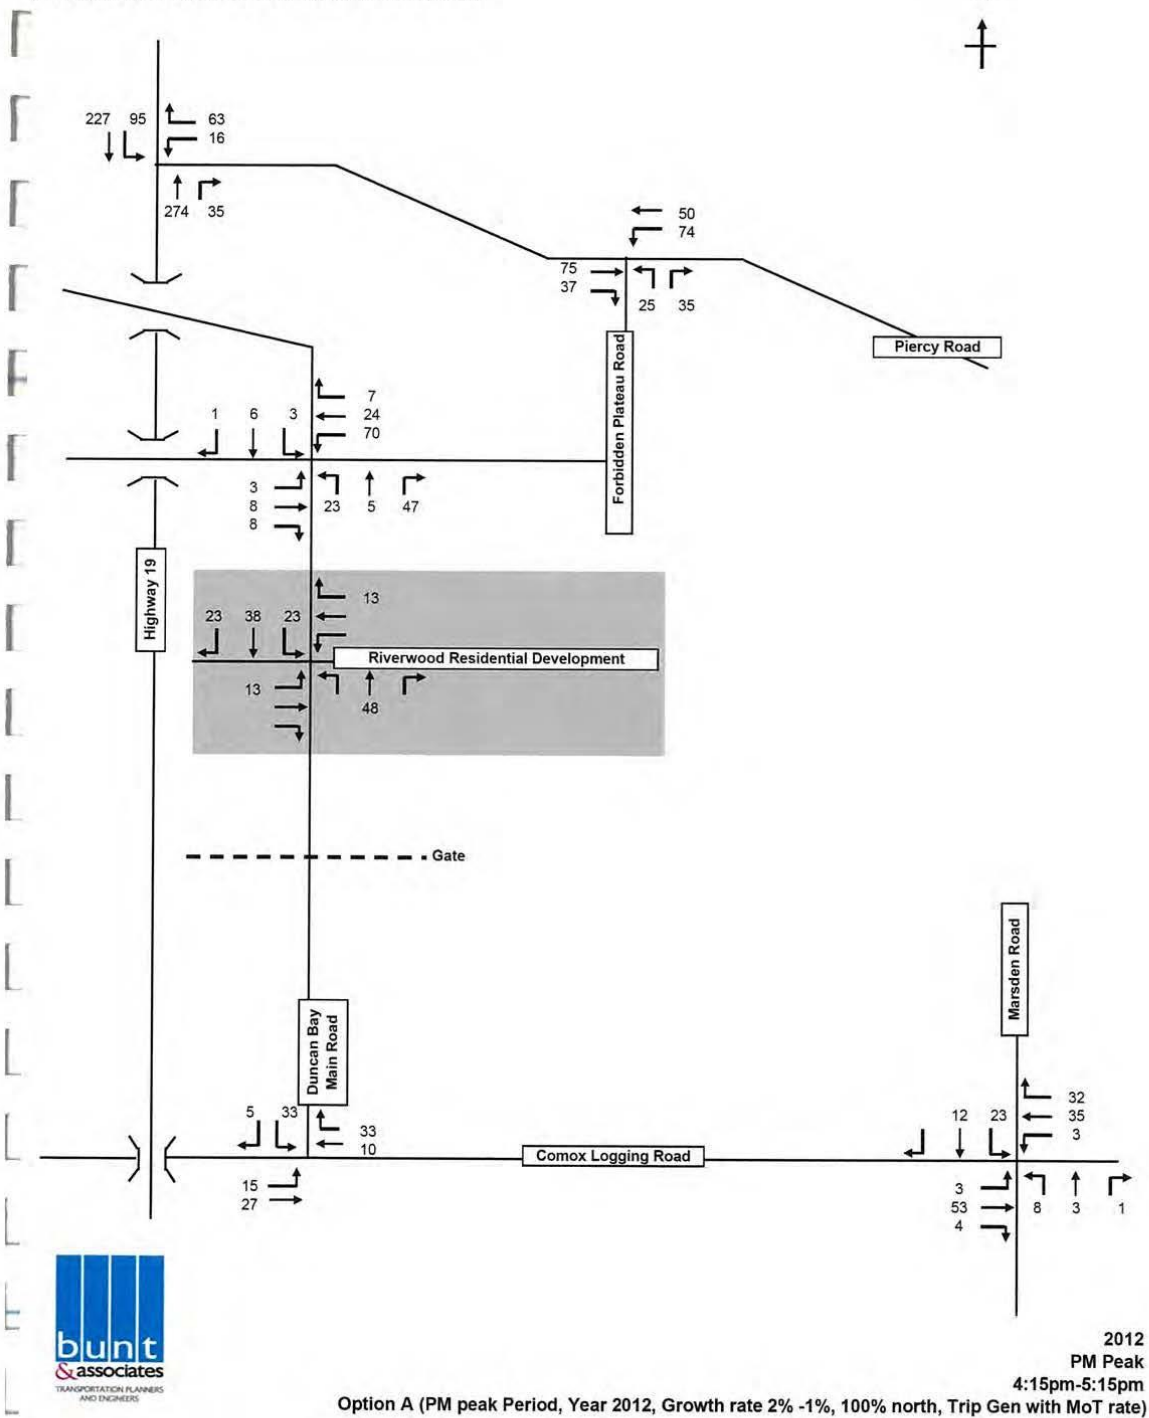 227 95 63
16
274 35
50
74
75
37
25 35
Piercy Road
Forbidden Plateau Road
7
1 6 3 24
70
3
8 23 5 47
8
Highway 19
13
23 38 23
Riverwood Residential Development
13
48
Gate
Marsden Road
Duncan Bay
Main Road
5 33
33
10
Comox Logging Road
15
27
32
12 23 35
3
3
53 8 3 1
4
bunt
& associates
TRANSPORTATION PLANNERS
AND ENGINEERS
2012
PM Peak
4:15pm-5:15pm
Option A (PM peak Period, Year 2012, Growth rate 2% -1%, 100% north, Trip Gen with MoT rate)